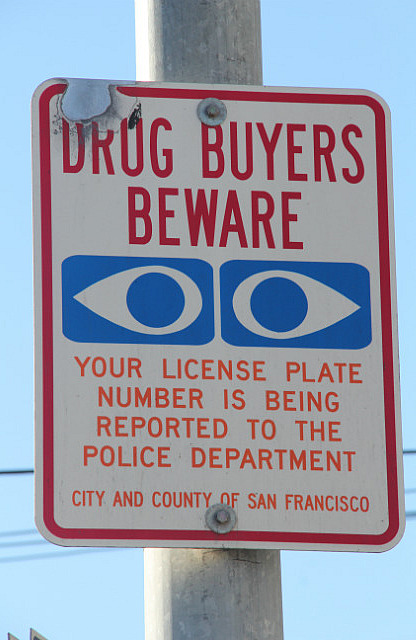 DRUG BUYERS
BEWARE
YOUR LICENSE PLATE
NUMBER IS BEING
REPORTED TO THE
POLICE DEPARTMENT
CITY AND COUNTY OF SAN FRANCISCO